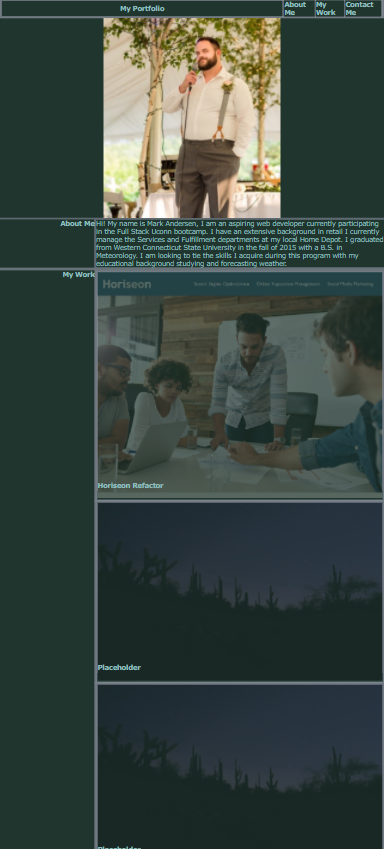 My Portfolio
About
Me
My
Work
Contact
Me
About Me
Hi! My name is Mark Andersen, I am an aspiring web developer currently participating
in the Full Stack Uconn bootcamp. I have an extensive background in retail I currently
manage the Services and Fulfillment departments at my local Home Depot. I graduated
from Western Connecticut State University in the fall of 2015 with a B.S. in
Meteorology. I am looking to tie the skills I acquire during this program with my
educational background studying and forecasting weather.
My Work
Horiseon
Search Engine Optimization
Online Reputation Management
Social Media Marketing
Horiseon Refactor
Placeholder
Placeholder